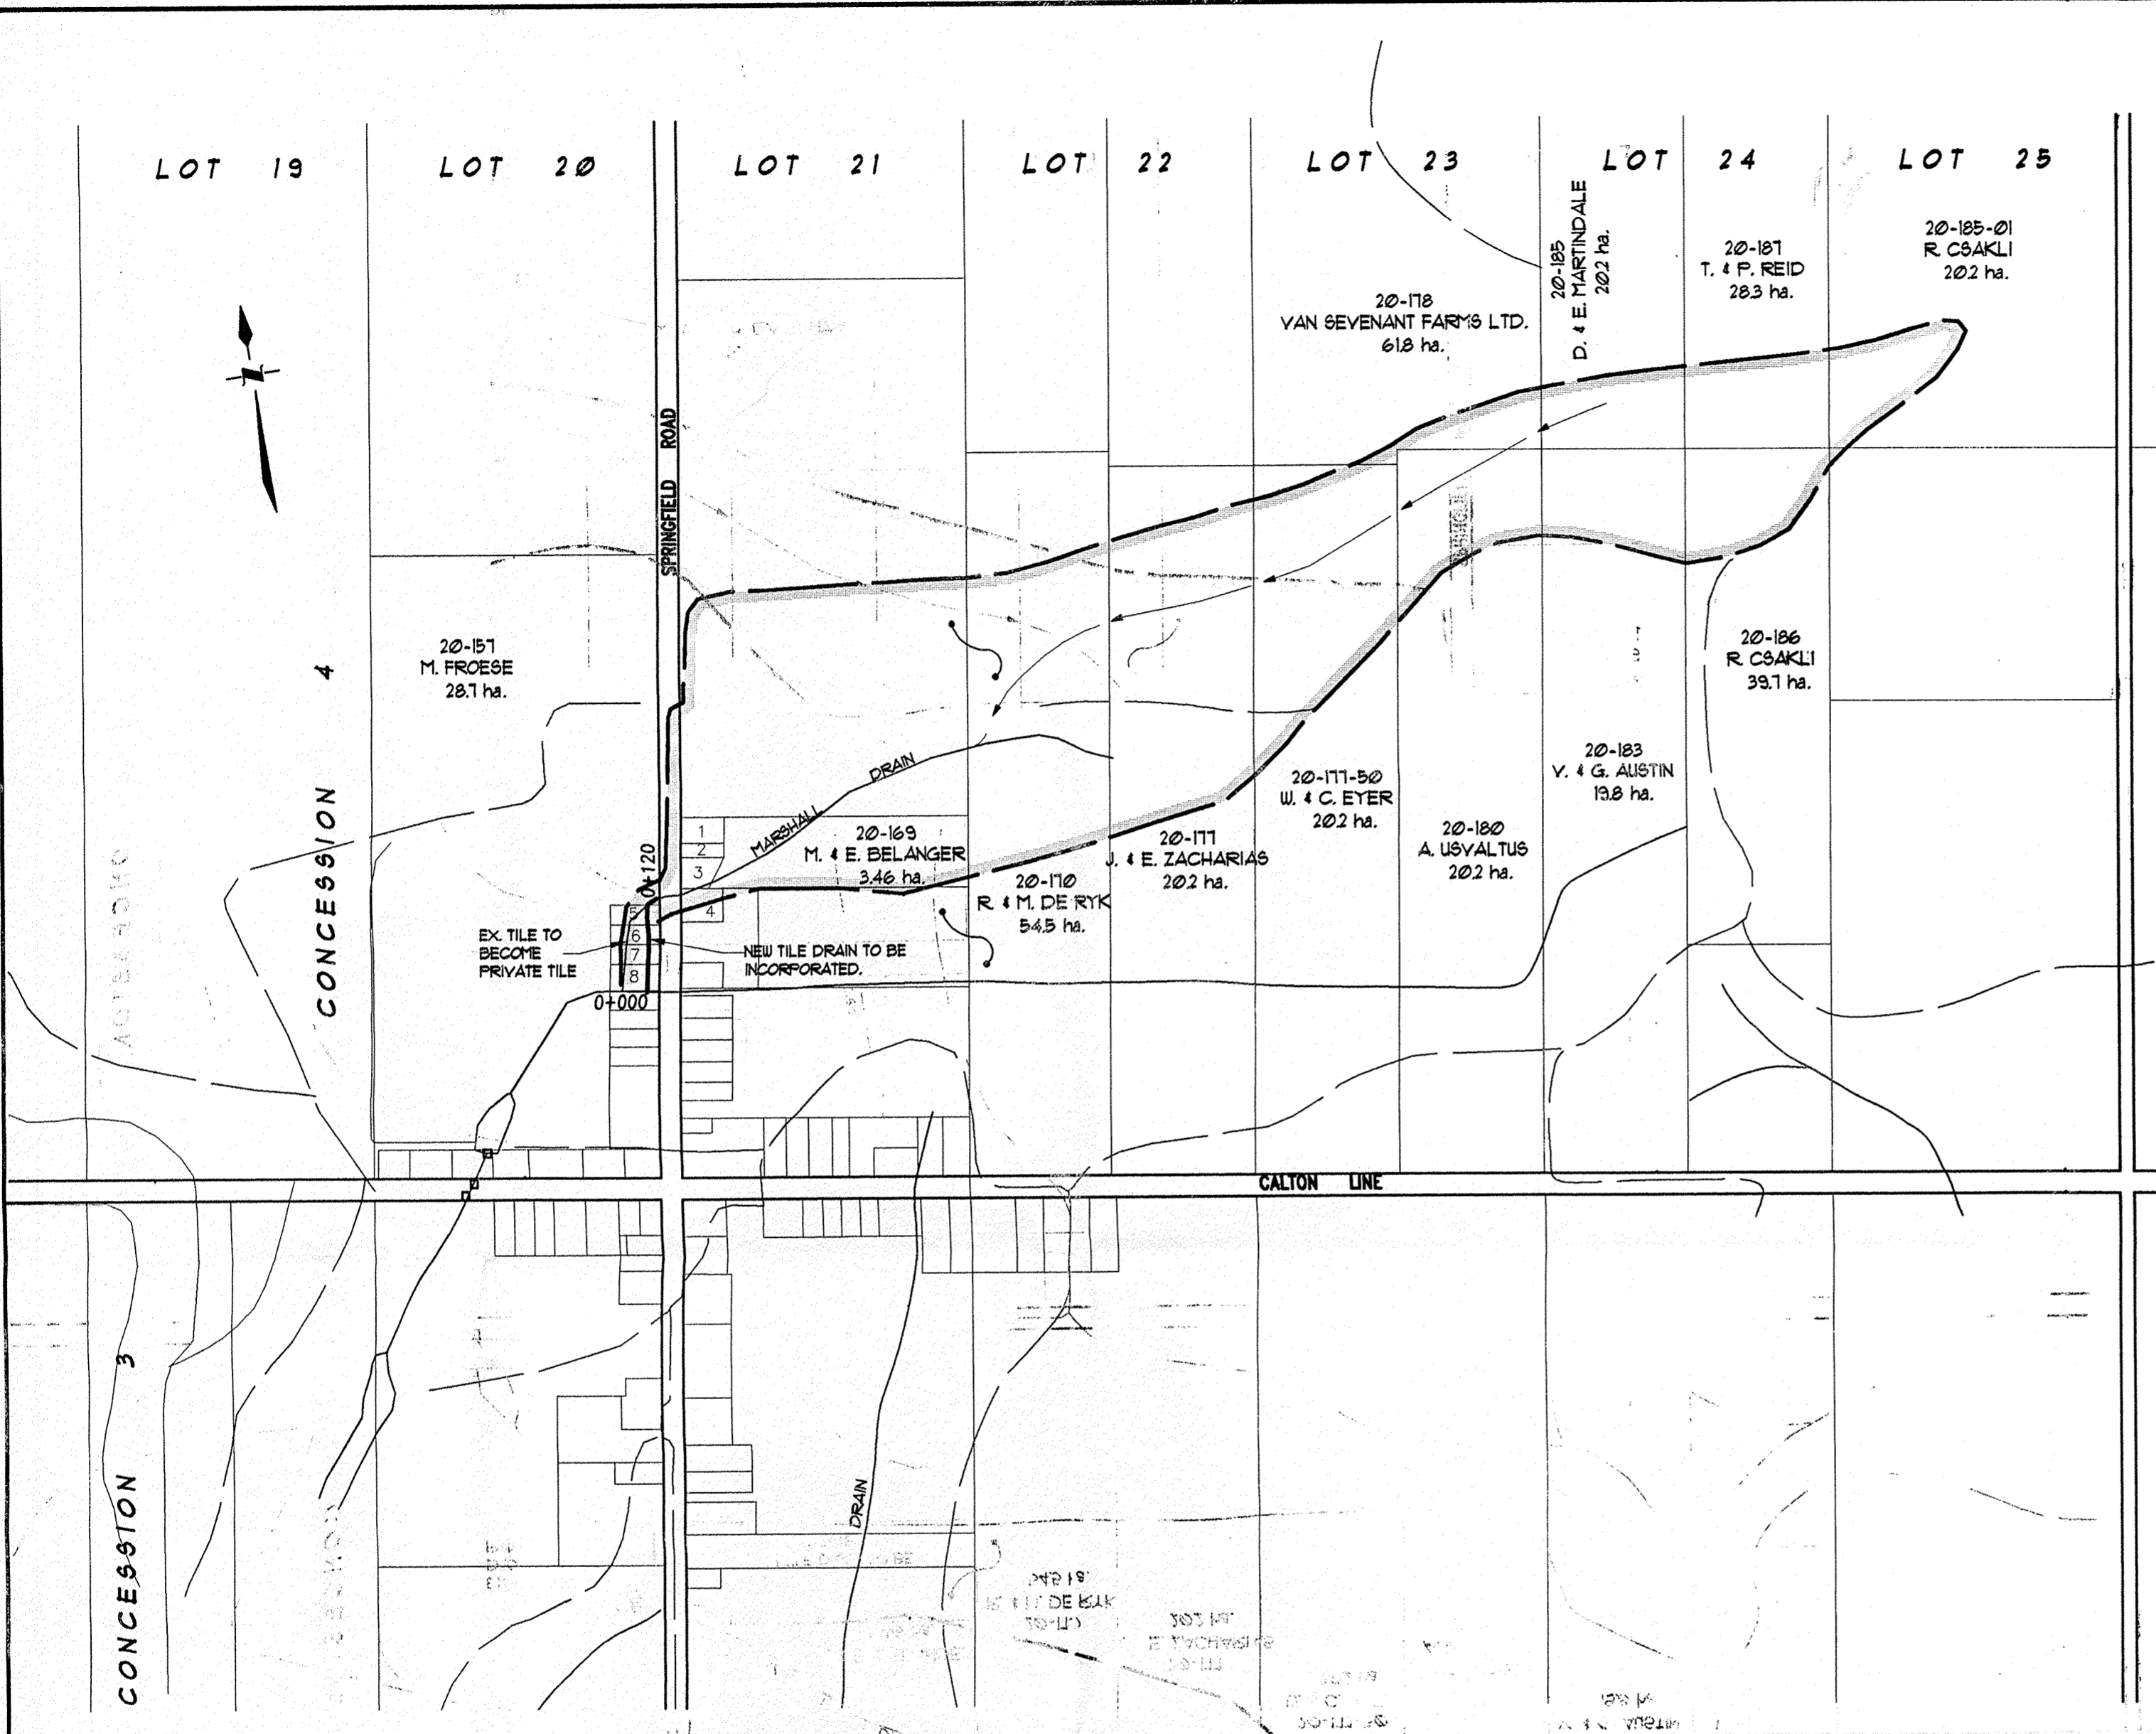 LOT 19
LOT 20
LOT 21
LOT 22
LOT 23
LOT 24
LOT 25
20-185-01
R. CSAKLI
20.2 ha.
20-187
T. & P. REID
28.3 ha.
20-185
D. & E. MARTINDALE
20.2 ha.
20-178
VAN SEVENANT FARMS LTD.
61.8 ha.
N
SPRINGFIELD ROAD
20-157
M. FROESE
28.7 ha.
CONCESSION 4
20-186
R. CSAKLI
39.7 ha.
20-183
V. & G. AUSTIN
19.8 ha.
20-177-50
W. & C. EYER
20.2 ha.
20-180
A. USVALTUS
20.2 ha.
20-177
J. & E. ZACHARIAS
20.2 ha.
20-170
R. & M. DE RYK
54.5 ha.
20-169
M. & E. BELANGER
3.46 ha.
MARSHALL DRAIN
1
2
3
4
5
6
7
8
0+120
EX. TILE TO
BECOME
PRIVATE TILE
NEW TILE DRAIN TO BE
INCORPORATED.
0+000
CALTON LINE
CONCESSION 3
DRAIN